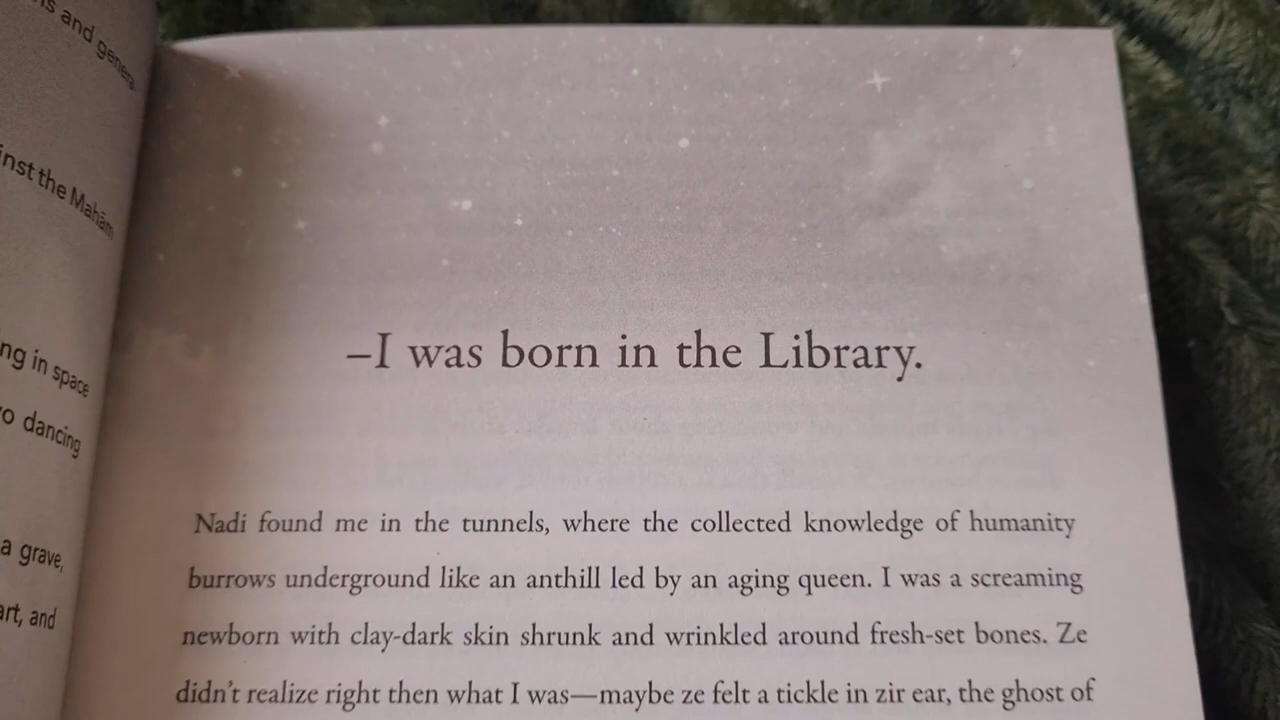 ns and general
inst the Mahām
ng in space
o dancing
a grave,
art, and
–I was born in the Library.
Nadi found me in the tunnels, where the collected knowledge of humanity
burrows underground like an anthill led by an aging queen. I was a screaming
newborn with clay-dark skin shrunk and wrinkled around fresh-set bones. Ze
didn’t realize right then what I was—maybe ze felt a tickle in zir ear, the ghost of